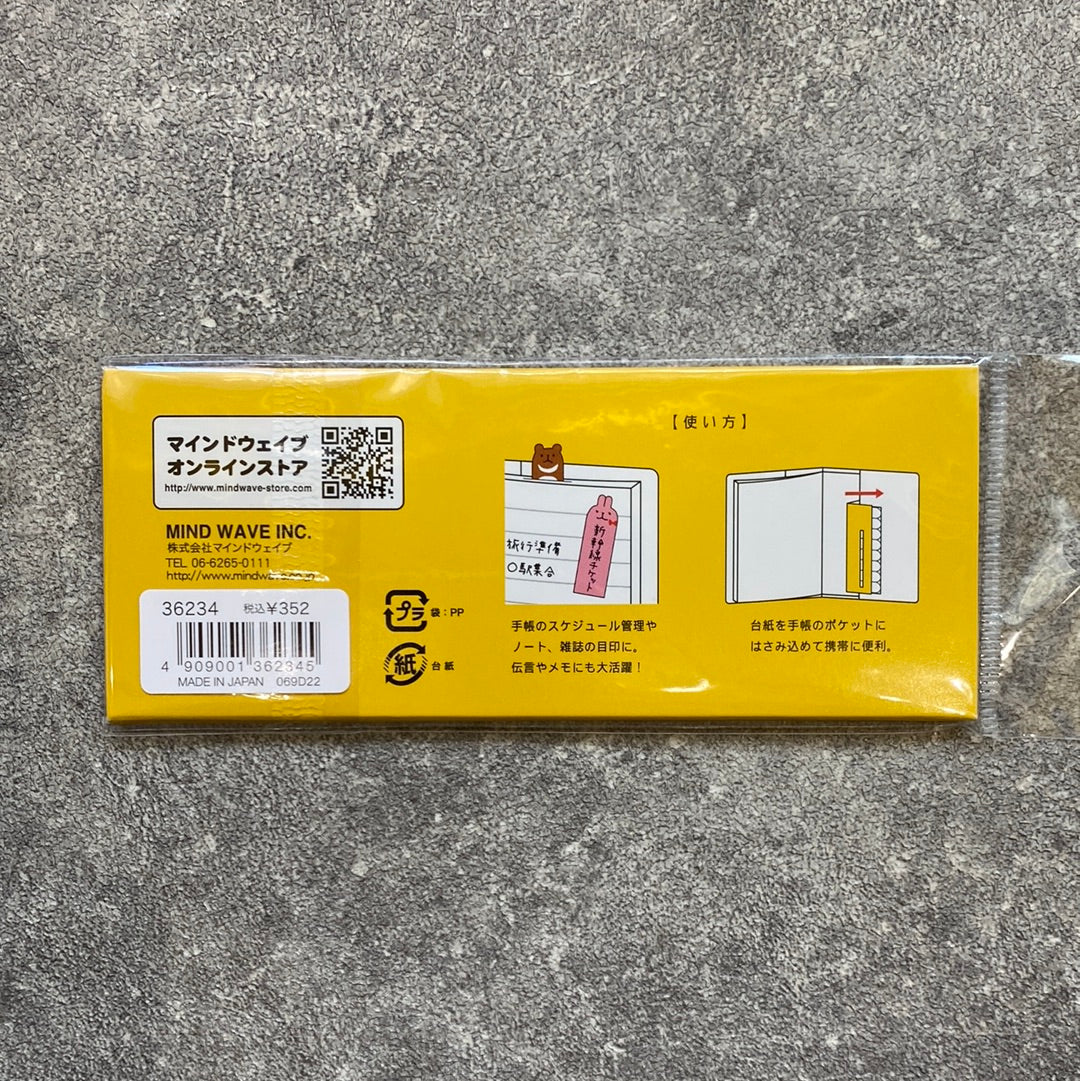 マインドウェイブ
オンラインストア
http://www.mindwave-store.com
MIND WAVE INC.
株式会社マインドウェイブ
TEL 06-6265-0111
http://www.mindwave.co.jp
36234 税込¥352
4 909001 362345
MADE IN JAPAN 069D22
プラ 袋：PP
紙 台紙
【使い方】
旅行準備
○駅集合
新幹線チケット
手帳のスケジュール管理や
ノート、雑誌の目印に。
伝言やメモにも大活躍！
台紙を手帳のポケットに
はさみ込めて携帯に便利。